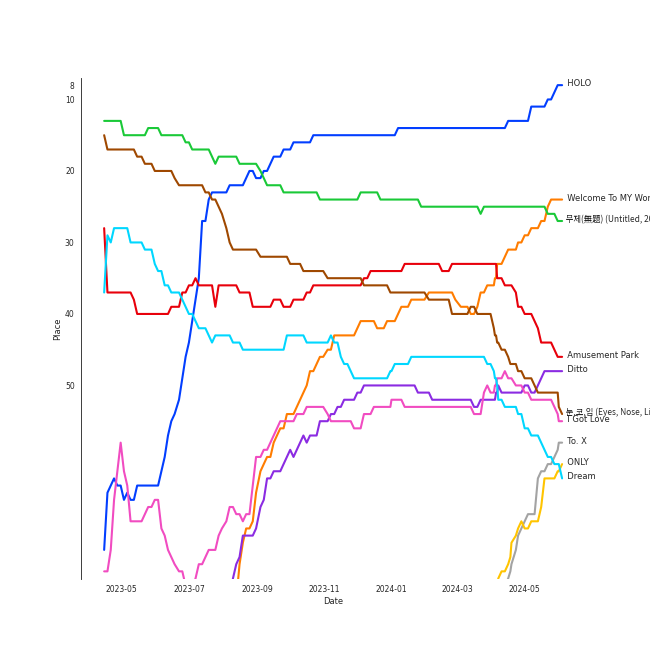 8
10
20
30
40
50
Place
HOLO
Welcome To MY Wor
무제(無題) (Untitled, 20
Amusement Park
Ditto
눈,코,입 (Eyes, Nose, Li
I Got Love
To. X
ONLY
Dream
2023-05
2023-07
2023-09
2023-11
2024-01
2024-03
2024-05
Date